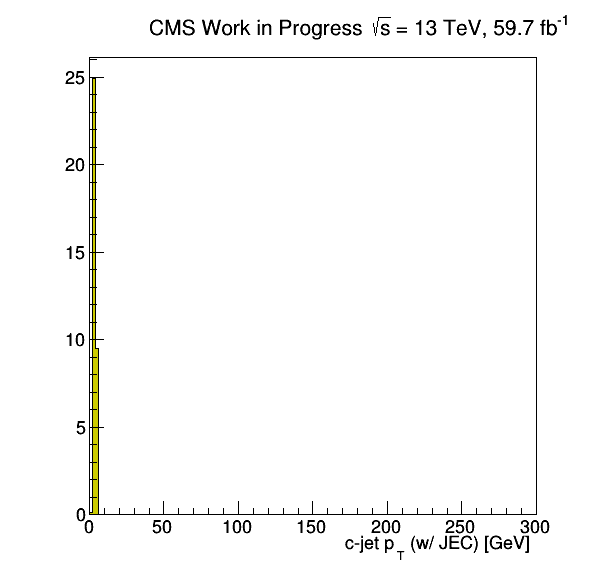 CMS Work in Progress √s = 13 TeV, 59.7 fb⁻¹
25
20
15
10
5
0
0 50 100 150 200 250 300
c-jet p_T (w/ JEC) [GeV]